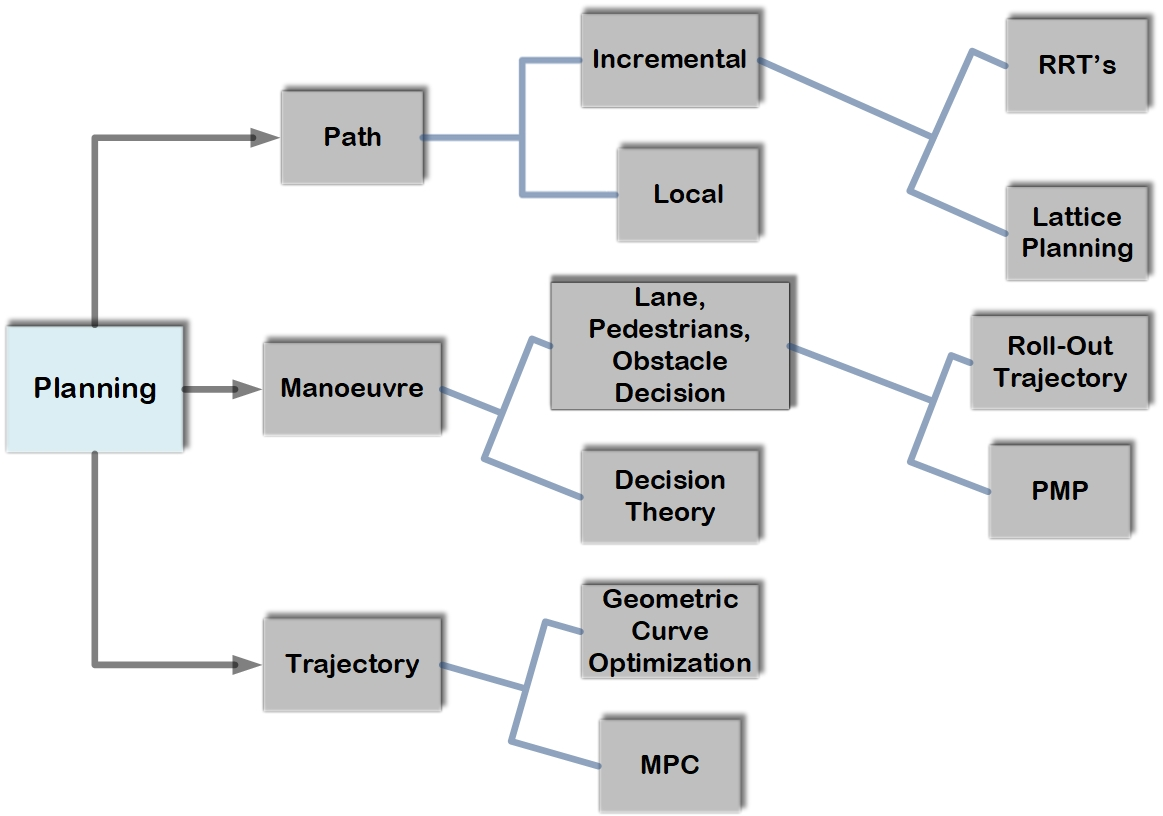 Incremental
RRT's
Path
Local
Lattice
Planning
Lane,
Pedestrians,
Obstacle
Decision
Roll-Out
Trajectory
Planning
Manoeuvre
Decision
Theory
PMP
Geometric
Curve
Optimization
Trajectory
MPC